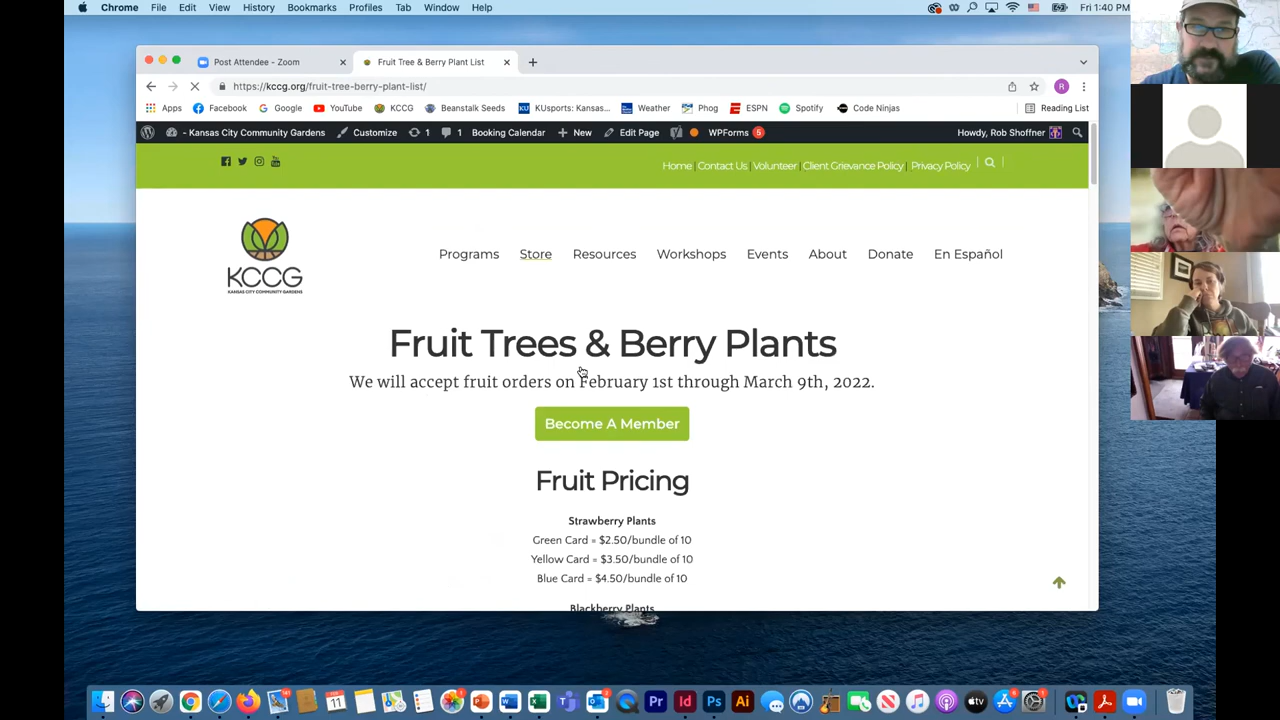 Chrome File Edit View History Bookmarks Profiles Tab Window Help Fri 1:40 PM
Post Attendee - Zoom Fruit Tree & Berry Plant List
https://kccg.org/fruit-tree-berry-plant-list/
Apps Facebook Google YouTube KCCG Beanstalk Seeds KUsports: Kansas... Weather Phog ESPN Spotify Code Ninjas Reading List
- Kansas City Community Gardens Customize 1 1 Booking Calendar New Edit Page WPForms 5 Howdy, Rob Shoffner
Home | Contact Us | Volunteer | Client Grievance Policy | Privacy Policy
KCCG
KANSAS CITY COMMUNITY GARDENS
Programs Store Resources Workshops Events About Donate En Español
Fruit Trees & Berry Plants
We will accept fruit orders on February 1st through March 9th, 2022.
Become A Member
Fruit Pricing
Strawberry Plants
Green Card = $2.50/bundle of 10
Yellow Card = $3.50/bundle of 10
Blue Card = $4.50/bundle of 10
Blackberry Plants